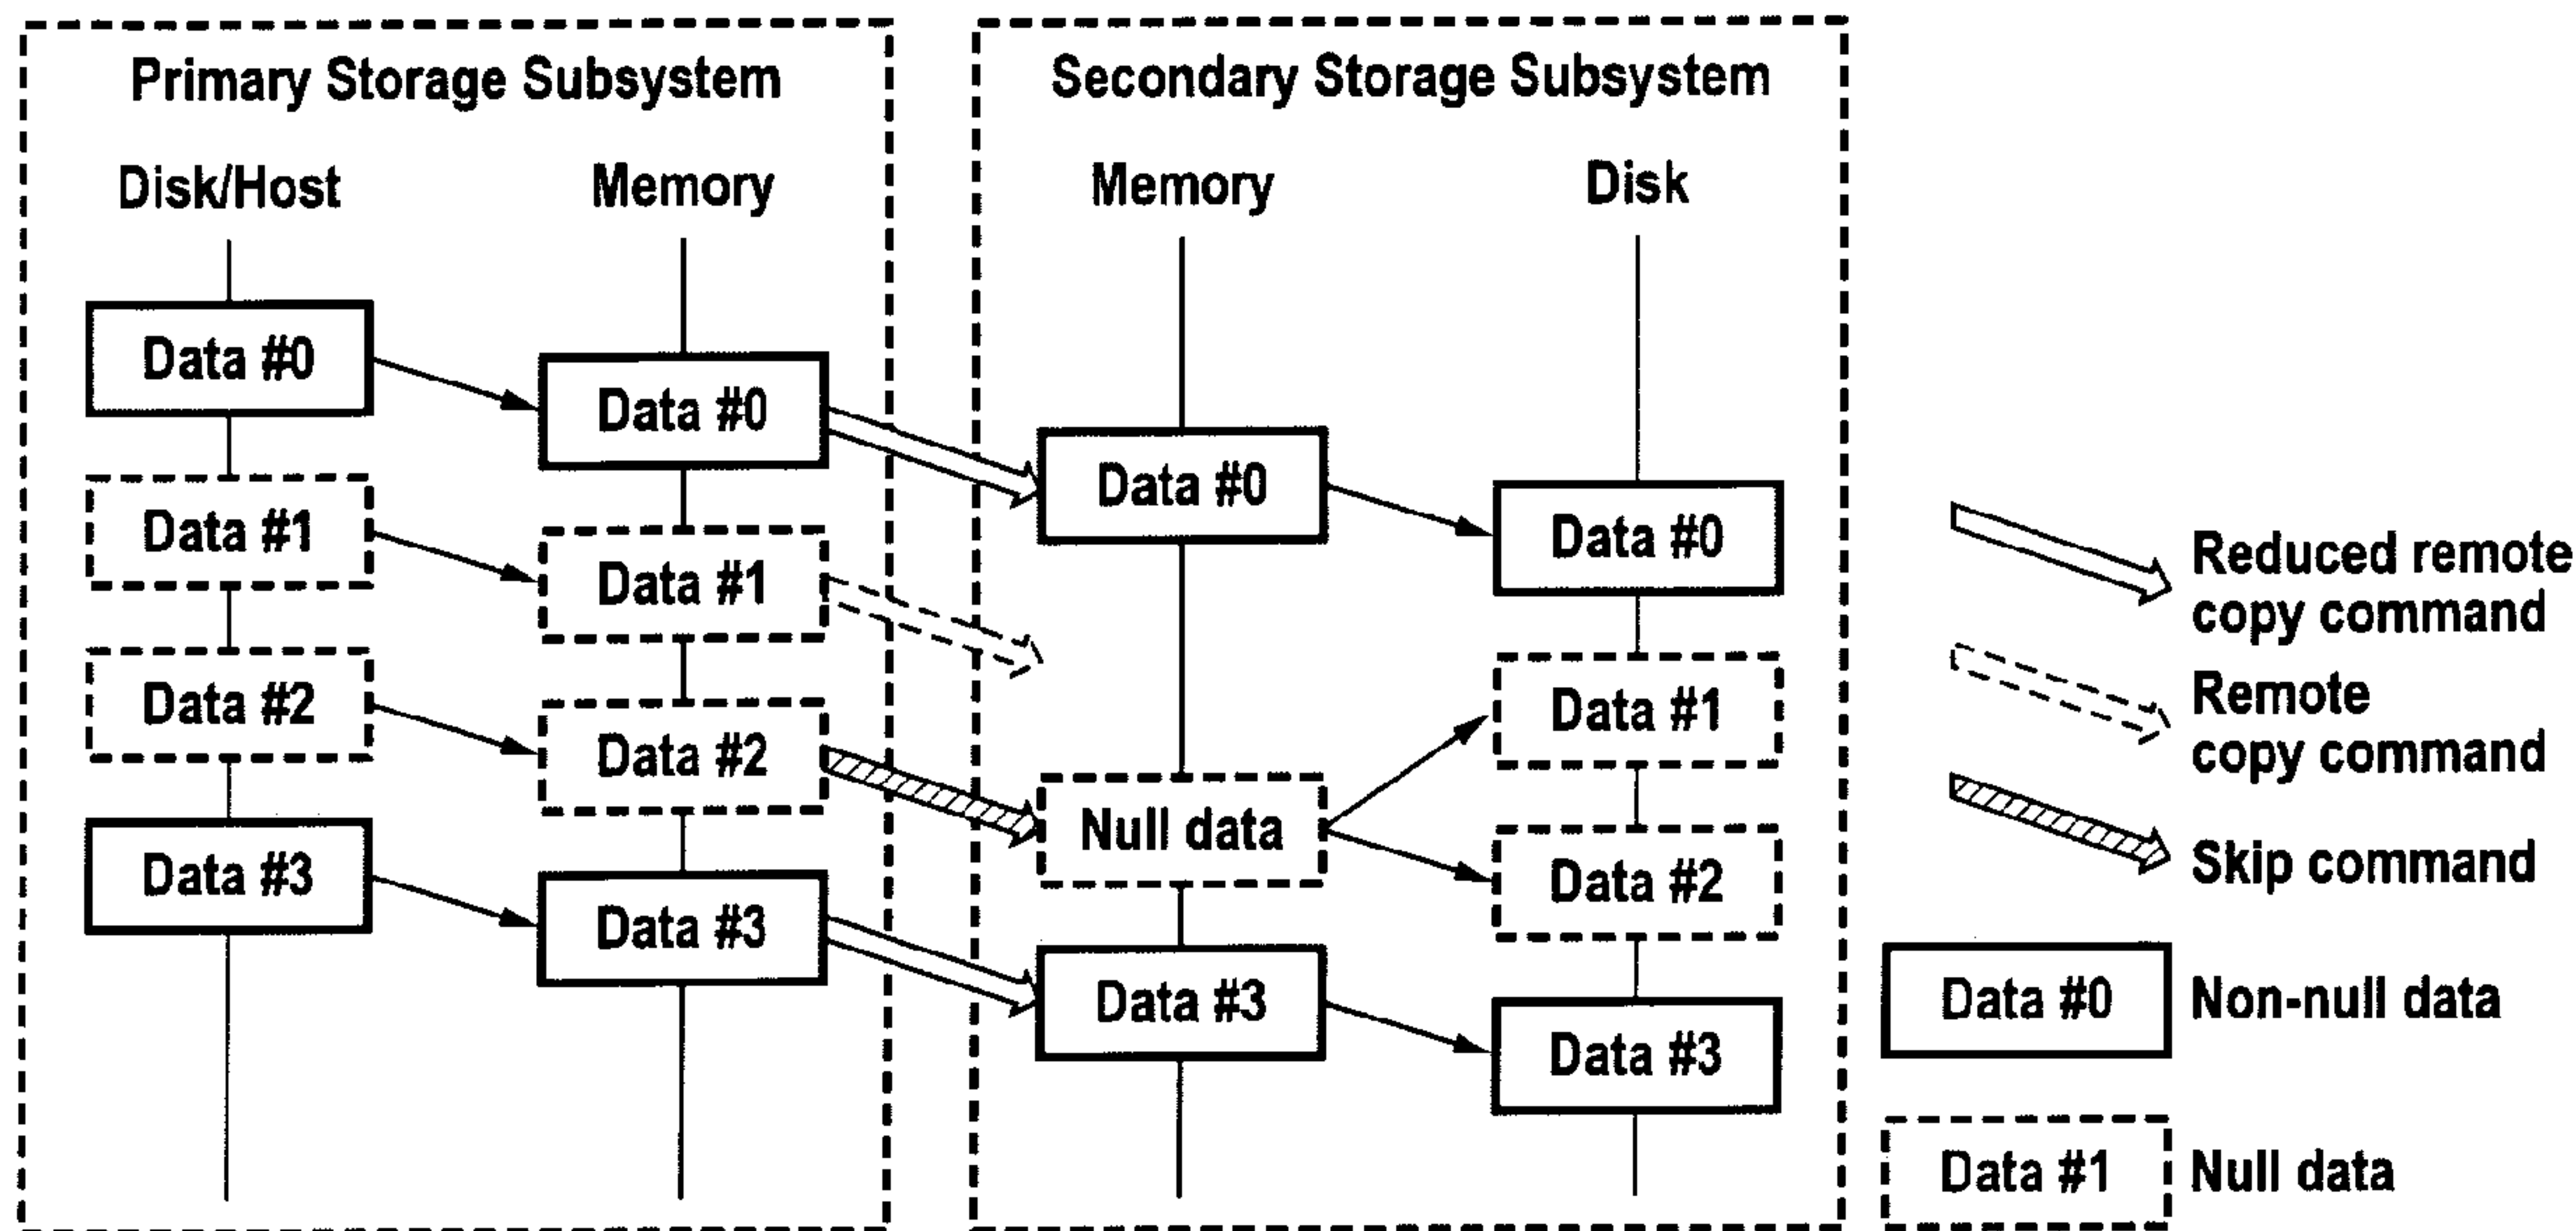 Primary Storage Subsystem
Disk/Host
Memory
Data #0
Data #0
Data #1
Data #1
Data #2
Data #2
Data #3
Data #3
Secondary Storage Subsystem
Memory
Disk
Data #0
Data #0
Data #1
Null data
Data #2
Data #3
Data #3
Reduced remote
copy command
Remote
copy command
Skip command
Data #0
Non-null data
Data #1
Null data